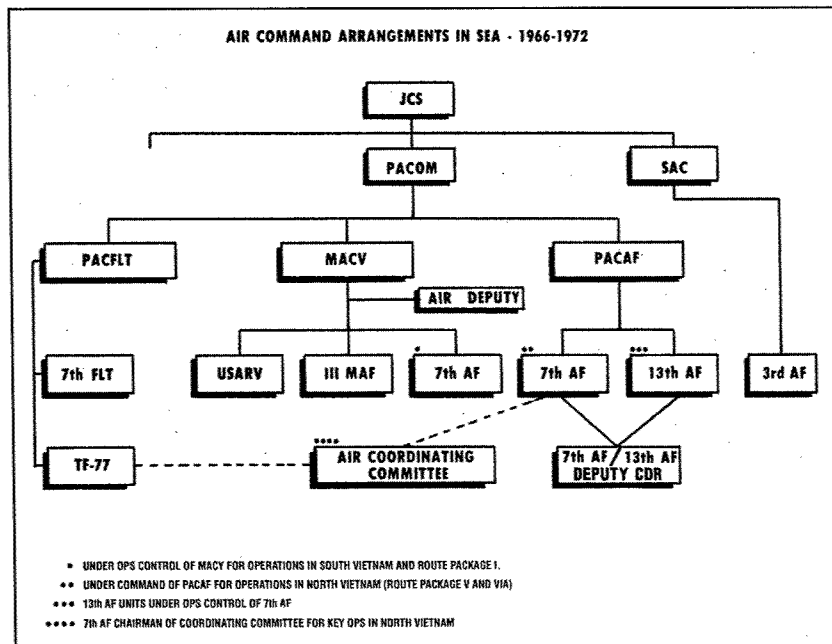 AIR COMMAND ARRANGEMENTS IN SEA - 1966-1972
JCS
PACOM
SAC
PACFLT
MACV
PACAF
AIR DEPUTY
7th FLT
USARV
III MAF
*
7th AF
**
7th AF
***
13th AF
3rd AF
TF-77
****
AIR COORDINATING
COMMITTEE
7th AF / 13th AF
DEPUTY CDR
* UNDER OPS CONTROL OF MACV FOR OPERATIONS IN SOUTH VIETNAM AND ROUTE PACKAGE I.
** UNDER COMMAND OF PACAF FOR OPERATIONS IN NORTH VIETNAM (ROUTE PACKAGE V AND VIA)
*** 13th AF UNITS UNDER OPS CONTROL OF 7th AF
**** 7th AF CHAIRMAN OF COORDINATING COMMITTEE FOR KEY OPS IN NORTH VIETNAM